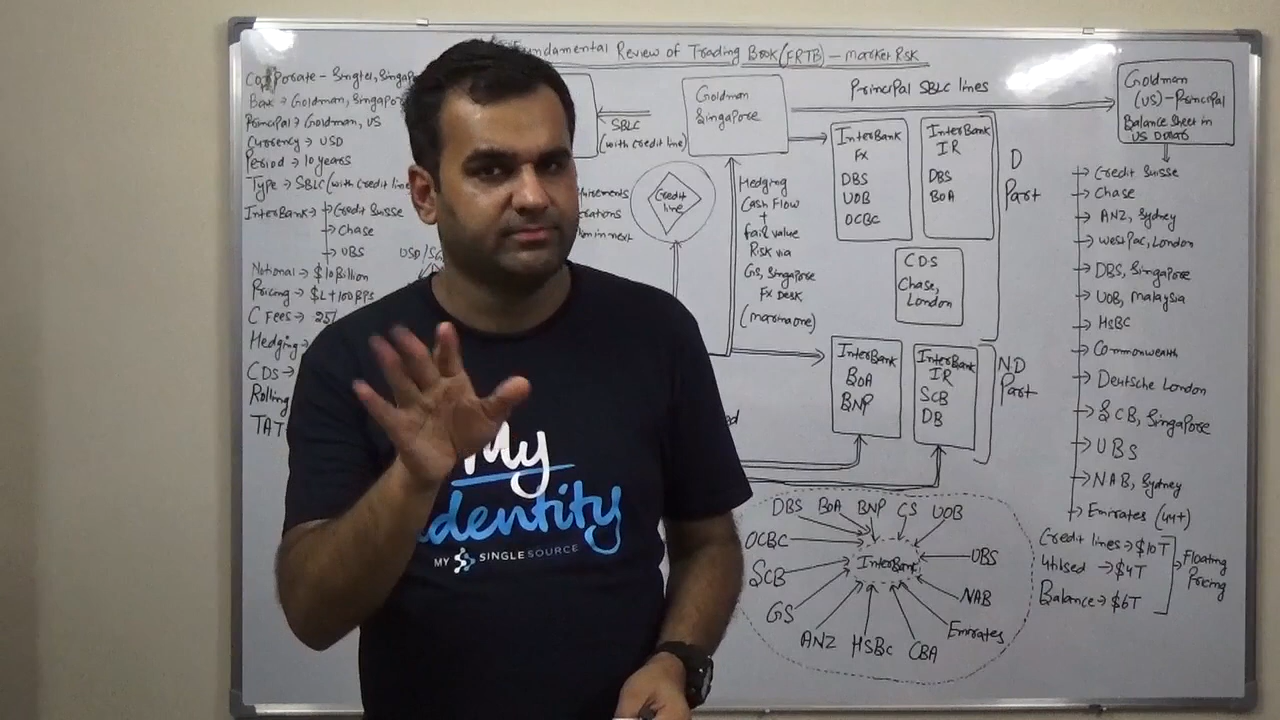 Fundamental Review of Trading Book (FRTB) – Market Risk
Corporate – Singtel, Singapo
Bank → Goldman, Singapor
Principal → Goldman, US
Currency → USD
Period → 10 years
Type → SBLC (with credit line
InterBank → Credit Suisse
→ Chase
→ UBS
Notional → $10 Billion
Pricing → $L + 100 BPS
C Fees → .25/
Hedging →
CDS →
Rolling
TAT
USD/SG
SBLC
(with credit line)
Goldman
Singapore
Credit
line
Hedging
Cash Flow
+
fair value
Risk via
GS, Singapore
FX Desk
(marinaone)
Principal SBLC lines
InterBank
FX
DBS
UOB
OCBC
InterBank
IR
DBS
BOA
D
Part
CDS
Chase,
London
InterBank
BOA
BNP
InterBank
IR
SCB
DB
ND
Part
Goldman
(US) – Principal
Balance Sheet in
US Dollars
→ Credit Suisse
→ Chase
→ ANZ, Sydney
→ WestPac, London
→ DBS, Singapore
→ UOB, Malaysia
→ HSBC
→ Commonwealth
→ Deutsche London
→ SCB, Singapore
→ UBS
→ NAB, Sydney
→ Emirates (44+)
Credit lines → $10T
Utilised → $4T
Balance → $6T
Floating
Pricing
DBS BOA BNP CS UOB
OCBC
InterBank
UBS
SCB
NAB
GS
Emirates
ANZ HSBC CBA
My
identity
MY SINGLE SOURCE